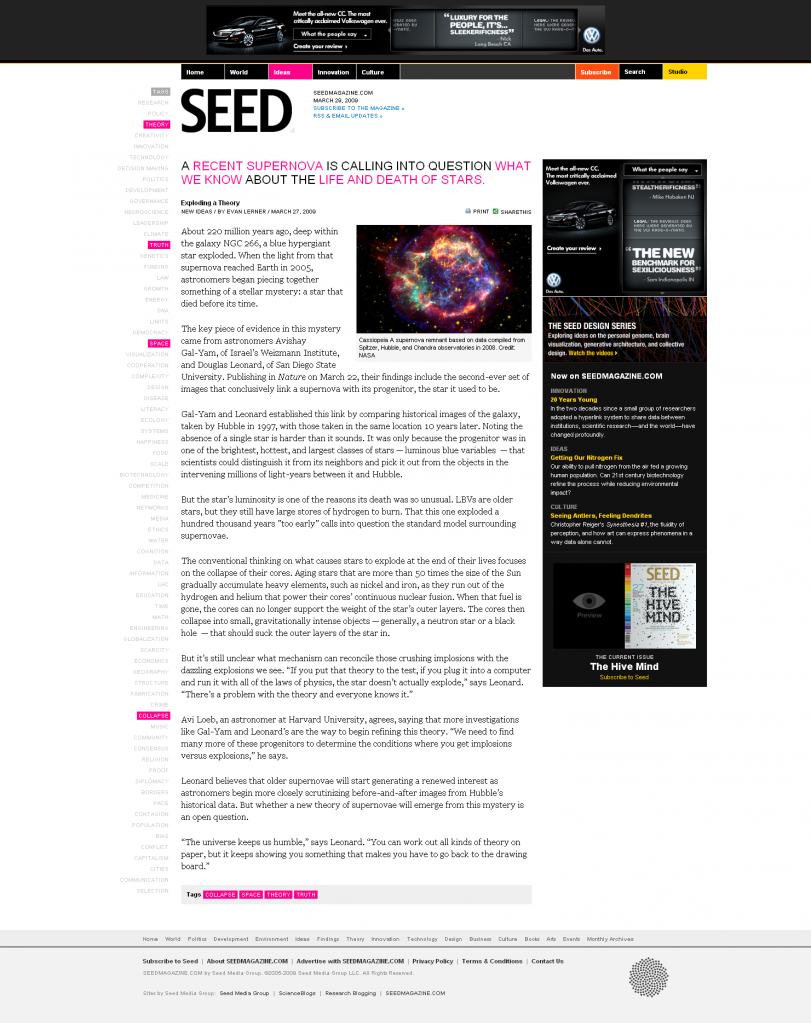 Meet the all-new CC. The most
critically acclaimed Volkswagen ever.
What people say
Create your review ›
“LUXURY FOR THE
PEOPLE, IT'S...
SLEEKERIFICNESS”
- Nick
Long Beach CA
Das Auto.
Home
World
Ideas
Innovation
Culture
Subscribe
Search
Studio
TAGS
RESEARCH
POLICY
THEORY
CREATIVITY
INNOVATION
TECHNOLOGY
DECISION MAKING
POLITICS
DEVELOPMENT
GOVERNANCE
NEUROSCIENCE
LEADERSHIP
CLIMATE
TRUTH
GENETICS
FUNDING
LAW
GROWTH
ENERGY
DNA
LIMITS
DEMOCRACY
SPACE
VISUALIZATION
COOPERATION
COMPLEXITY
DESIGN
DISEASE
LITERACY
ECOLOGY
SYSTEMS
HAPPINESS
FOOD
SCALE
BIOTECHNOLOGY
COMPETITION
MEDICINE
NETWORKS
MEDIA
ETHICS
WATER
COGNITION
DATA
INFORMATION
UHC
EDUCATION
TIME
MATH
ENGINEERING
GLOBALIZATION
SCARCITY
ECONOMICS
GEOGRAPHY
STRUCTURE
FABRICATION
CRIME
COLLAPSE
MUSIC
COMMUNITY
CONSENSUS
RELIGION
PROOF
DIPLOMACY
BORDERS
RACE
CONTAGION
POPULATION
BIAS
CONFLICT
CAPITALISM
CITIES
COMMUNICATION
SELECTION
SEED
SEEDMAGAZINE.COM
MARCH 29, 2009
SUBSCRIBE TO THE MAGAZINE »
RSS & EMAIL UPDATES »
A RECENT SUPERNOVA IS CALLING INTO QUESTION WHAT
WE KNOW ABOUT THE LIFE AND DEATH OF STARS.
Exploding a Theory
NEW IDEAS / BY EVAN LERNER / MARCH 27, 2009
PRINT
SHARETHIS
About 220 million years ago, deep within
the galaxy NGC 266, a blue hypergiant
star exploded. When the light from that
supernova reached Earth in 2005,
astronomers began piecing together
something of a stellar mystery: a star that
died before its time.
Cassiopeia A supernova remnant based on data compiled from
Spitzer, Hubble, and Chandra observatories in 2008. Credit:
NASA
The key piece of evidence in this mystery
came from astronomers Avishay
Gal-Yam, of Israel's Weizmann Institute,
and Douglas Leonard, of San Diego State
University. Publishing in Nature on March 22, their findings include the second-ever set of
images that conclusively link a supernova with its progenitor, the star it used to be.
Gal-Yam and Leonard established this link by comparing historical images of the galaxy,
taken by Hubble in 1997, with those taken in the same location 10 years later. Noting the
absence of a single star is harder than it sounds. It was only because the progenitor was in
one of the brightest, hottest, and largest classes of stars — luminous blue variables — that
scientists could distinguish it from its neighbors and pick it out from the objects in the
intervening millions of light-years between it and Hubble.
But the star's luminosity is one of the reasons its death was so unusual. LBVs are older
stars, but they still have large stores of hydrogen to burn. That this one exploded a
hundred thousand years “too early” calls into question the standard model surrounding
supernovae.
The conventional thinking on what causes stars to explode at the end of their lives focuses
on the collapse of their cores. Aging stars that are more than 50 times the size of the Sun
gradually accumulate heavy elements, such as nickel and iron, as they run out of the
hydrogen and helium that power their cores' continuous nuclear fusion. When that fuel is
gone, the cores can no longer support the weight of the star's outer layers. The cores then
collapse into small, gravitationally intense objects — generally, a neutron star or a black
hole — that should suck the outer layers of the star in.
But it's still unclear what mechanism can reconcile those crushing implosions with the
dazzling explosions we see. “If you put that theory to the test, if you plug it into a computer
and run it with all of the laws of physics, the star doesn't actually explode,” says Leonard.
“There's a problem with the theory and everyone knows it.”
Avi Loeb, an astronomer at Harvard University, agrees, saying that more investigations
like Gal-Yam and Leonard's are the way to begin refining this theory. “We need to find
many more of these progenitors to determine the conditions where you get implosions
versus explosions,” he says.
Leonard believes that older supernovae will start generating a renewed interest as
astronomers begin more closely scrutinizing before-and-after images from Hubble's
historical data. But whether a new theory of supernovae will emerge from this mystery is
an open question.
“The universe keeps us humble,” says Leonard. “You can work out all kinds of theory on
paper, but it keeps showing you something that makes you have to go back to the drawing
board.”
Tags COLLAPSE SPACE THEORY TRUTH
Meet the all-new CC.
The most critically acclaimed
Volkswagen ever.
Create your review ›
Das Auto.
What people say
STEALTHERIFICNESS”
- Mike Hoboken NJ
“THE NEW
BENCHMARK FOR
SEXILICIOUSNESS”
- Sam Indianapolis IN
THE SEED DESIGN SERIES
Exploring ideas on the personal genome, brain
visualization, generative architecture, and collective
design. Watch the videos
Now on SEEDMAGAZINE.COM
INNOVATION
20 Years Young
In the two decades since a small group of researchers
adopted a hyperlink system to share data between
institutions, scientific research—and the world—have
changed profoundly.
IDEAS
Getting Our Nitrogen Fix
Our ability to pull nitrogen from the air fed a growing
human population. Can 21st century biotechnology
refine the process while reducing environmental
impact?
CULTURE
Seeing Antlers, Feeling Dendrites
Christopher Reiger's Synesthesia #1, the fluidity of
perception, and how art can express phenomena in a
way data alone cannot.
Preview
SEED
THE
HIVE
MIND
THE CURRENT ISSUE
The Hive Mind
Subscribe to Seed
Home World Politics Development Environment Ideas Findings Theory Innovation Technology Design Business Culture Books Arts Events Monthly Archives
Subscribe to Seed | About SEEDMAGAZINE.COM | Advertise with SEEDMAGAZINE.COM | Privacy Policy | Terms & Conditions | Contact Us
SEEDMAGAZINE.COM by Seed Media Group. ©2005-2009 Seed Media Group LLC. All Rights Reserved.
Sites by Seed Media Group: Seed Media Group | ScienceBlogs | Research Blogging | SEEDMAGAZINE.COM